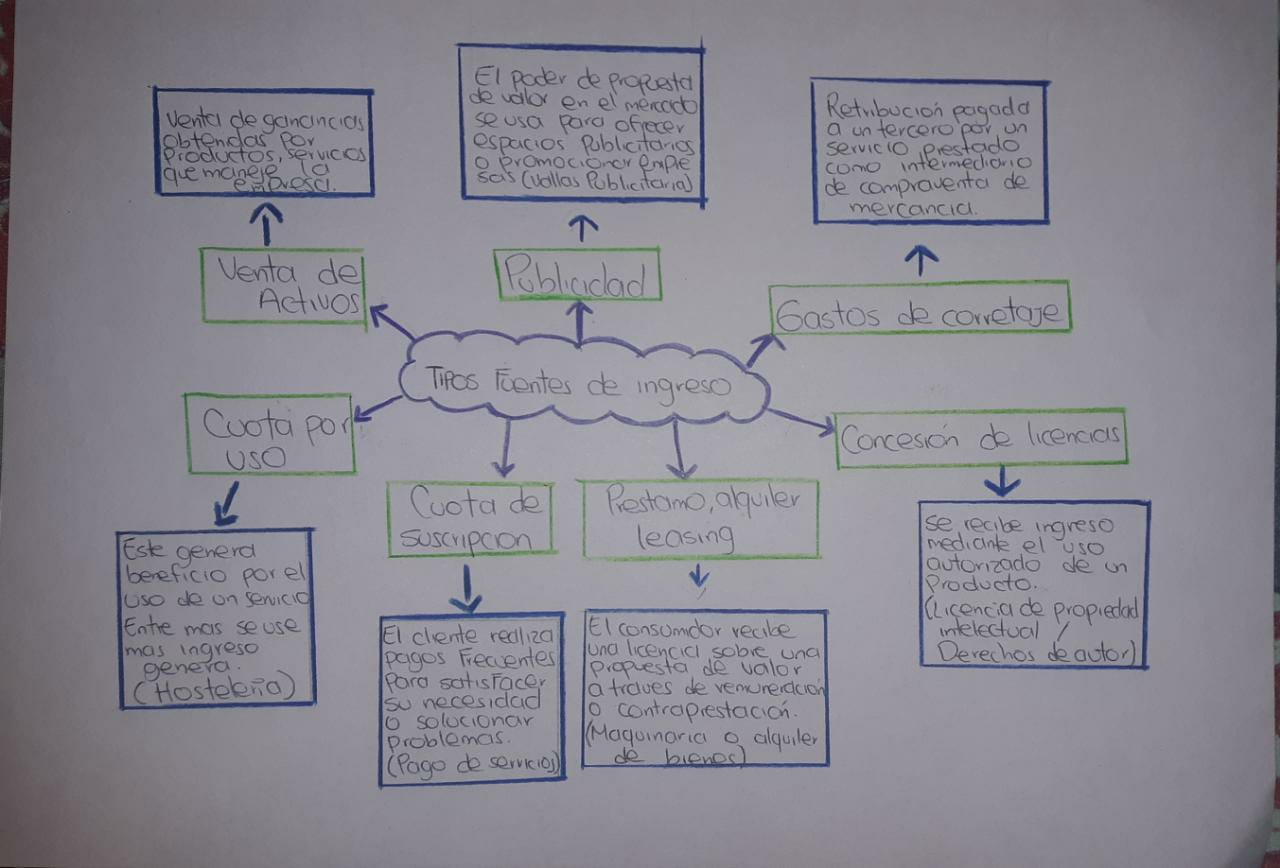 Venta de ganancias
obtenidas por
Productos, servicios
que maneje la
empresa.
El poder de propuesta
de valor en el mercado
se usa para ofrecer
espacios Publicitarios
o promocionar empre
sas (Vallas Publicitaria)
Retribución pagada
a un tercero por un
servicio prestado
como intermediario
de compraventa de
mercancia.
Venta de
Activos
Publicidad
Gastos de corretaje
TIPOS Fuentes de ingreso
Cuota por
uso
Cuota de
suscripcion
Prestamo, alquiler
leasing
Concesión de licencias
Este genera
beneficio por el
uso de un servicio
Entre mas se use
mas ingreso
genera.
(Hosteleria)
El cliente realiza
pagos Frecuentes
para satisfacer
su necesidad
o solucionar
problemas.
(Pago de servicios)
El consumidor recibe
una licencial sobre una
propuesta de valor
a traves de remuneración
o contraprestación.
(Maquinaria o alquiler
de bienes)
se recibe ingreso
mediante el uso
autorizado de un
Producto.
(Licencia de propiedad
intelectual /
Derechos de autor)